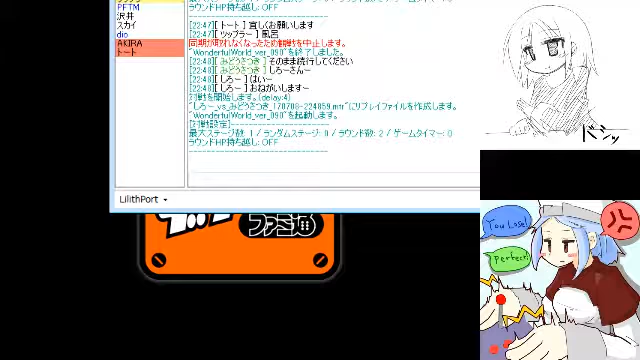 ラウンドHP持ち越し: OFF
PFTM
沢井
スカイ
dio
AKIRA
トート
[22:47][ トート ] 宜しくお願いします
[22:47][ ツッブラー ] 風呂
同期が取れなくなったため観戦を中止します。
"WonderfulWorld_ver_090"を終了しました。
[22:48][ みどうさつき ] そのまま続行してください
[22:48][ みどうさつき ] しろーさんー
[22:48][ しろー ] はいー
[22:48][ しろー ] おねがいしますー
対戦を開始します。(delay:4)
"しろー_vs_みどうさつき_170708-224859.mrr"にリプレイファイルを作成します。
"WonderfulWorld_ver_090"を起動します。
[対戦設定]
最大ステージ数: 1 / ランダムステージ: 0 / ラウンド数: 2 / ゲームタイマー: 0
ラウンドHP持ち越し: OFF
LilithPort
ファミコン
ドンッ
You Lose!
Perfect!